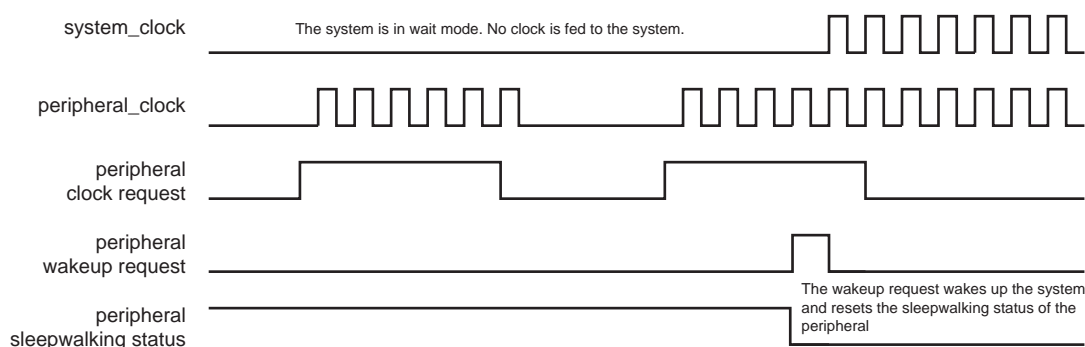 system_clock
The system is in wait mode. No clock is fed to the system.
peripheral_clock
peripheral
clock request
peripheral
wakeup request
The wakeup request wakes up the system
and resets the sleepwalking status of the
peripheral
peripheral
sleepwalking status